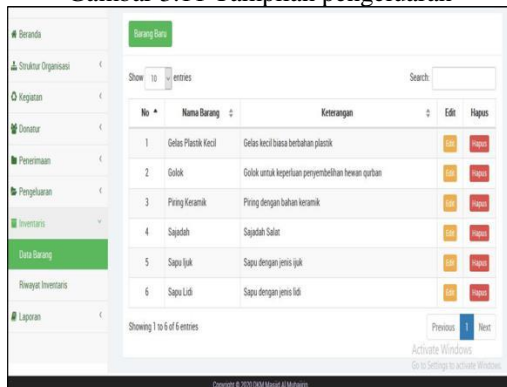 Gambar 3.11 Tampilan pengeluaran
Beranda
Struktur Organisasi
Kegiatan
Donatur
Penerimaan
Pengeluaran
Inventaris
Data Barang
Riwayat Inventaris
Laporan
Barang Baru
Show 10 entries Search:
No Nama Barang Keterangan Edit Hapus
1 Gelas Plastik Kecil Gelas kecil biasa berbahan plastik Edit Hapus
2 Golok Golok untuk keperluan penyembelihan hewan qurban Edit Hapus
3 Piring Keramik Piring dengan bahan keramik Edit Hapus
4 Sajadah Sajadah Salat Edit Hapus
5 Sapu Ijuk Sapu dengan jenis ijuk Edit Hapus
6 Sapu Lidi Sapu dengan jenis lidi Edit Hapus
Showing 1 to 6 of 6 entries Previous 1 Next
Activate Windows
Go to Settings to activate Windows.
Copyright © 2020 DKM Masjid Al Muhajirin